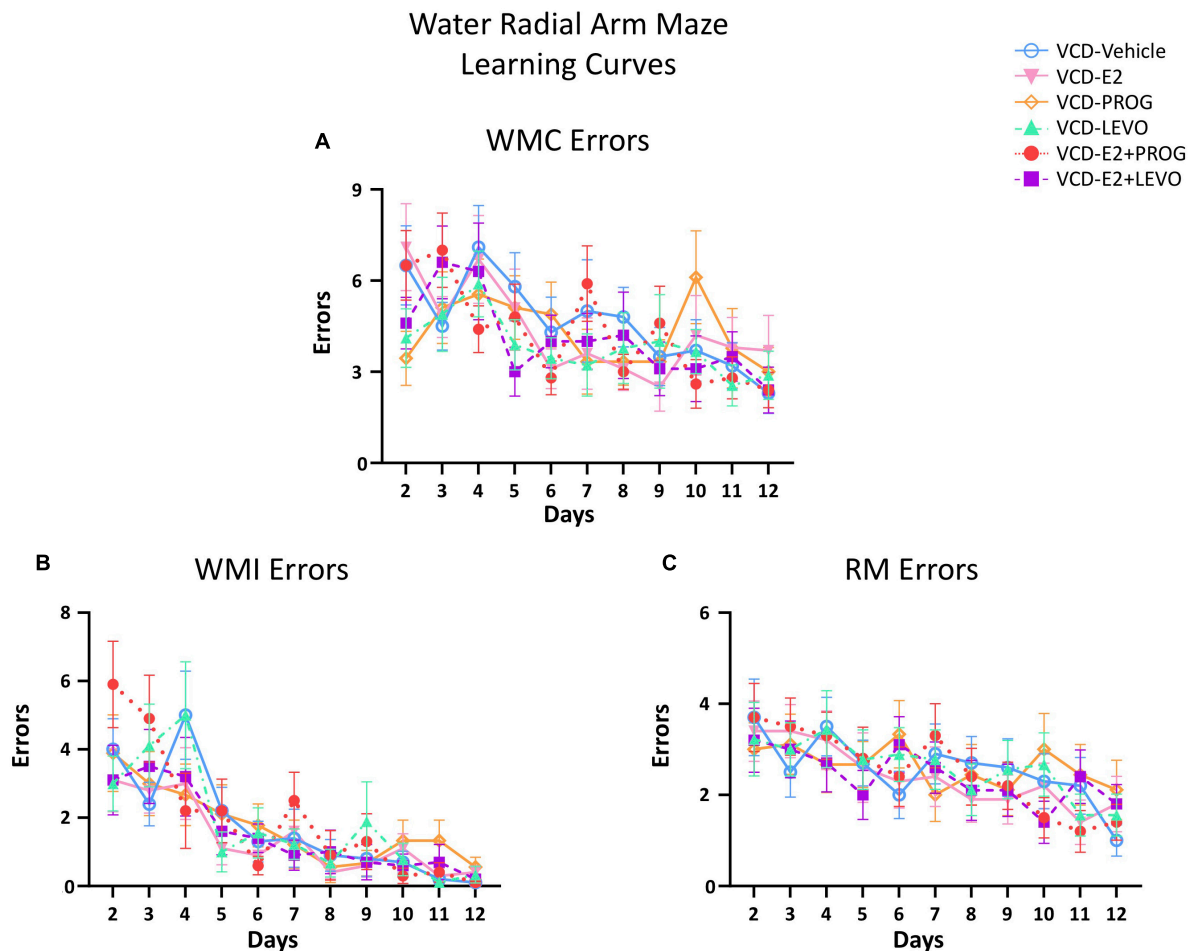 Water Radial Arm Maze
Learning Curves
VCD-Vehicle
VCD-E2
VCD-PROG
VCD-LEVO
VCD-E2+PROG
VCD-E2+LEVO
A
WMC Errors
9
6
3
0
Errors
2 3 4 5 6 7 8 9 10 11 12
Days
B
WMI Errors
8
6
4
2
0
Errors
2 3 4 5 6 7 8 9 10 11 12
Days
C
RM Errors
6
4
2
0
Errors
2 3 4 5 6 7 8 9 10 11 12
Days